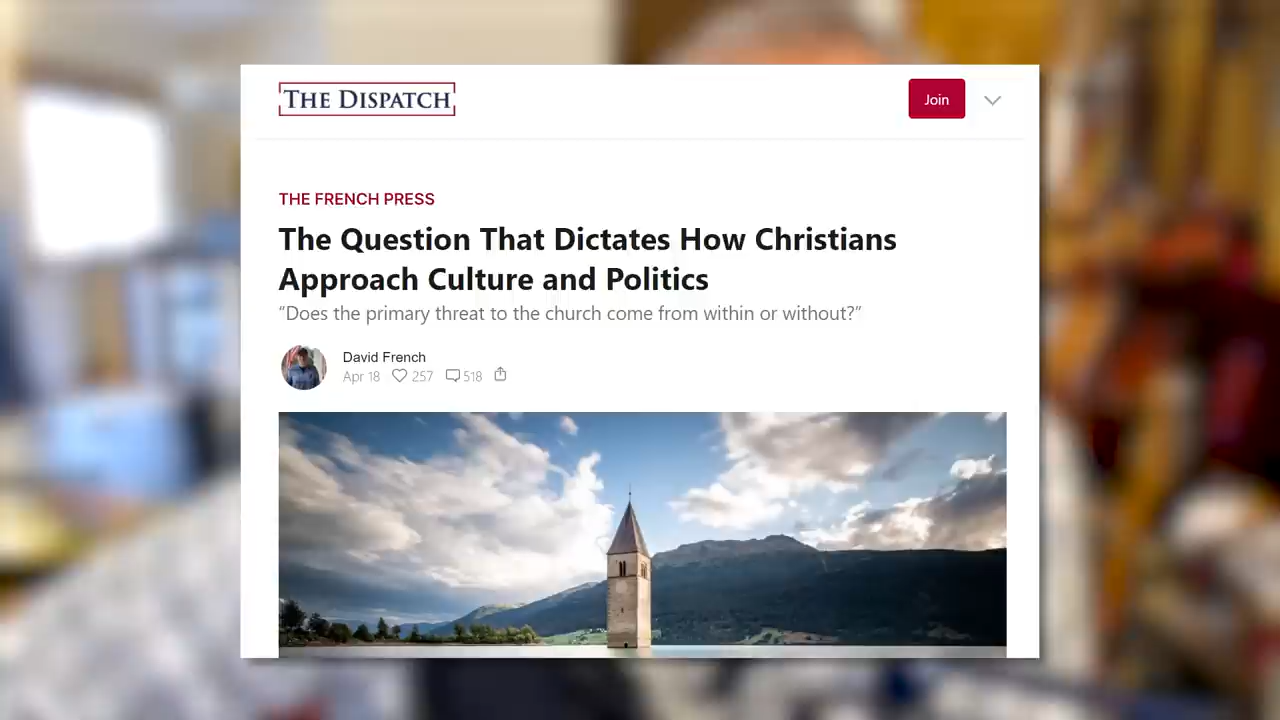 THE DISPATCH
Join
THE FRENCH PRESS
The Question That Dictates How Christians
Approach Culture and Politics
“Does the primary threat to the church come from within or without?”
David French
Apr 18 257 518